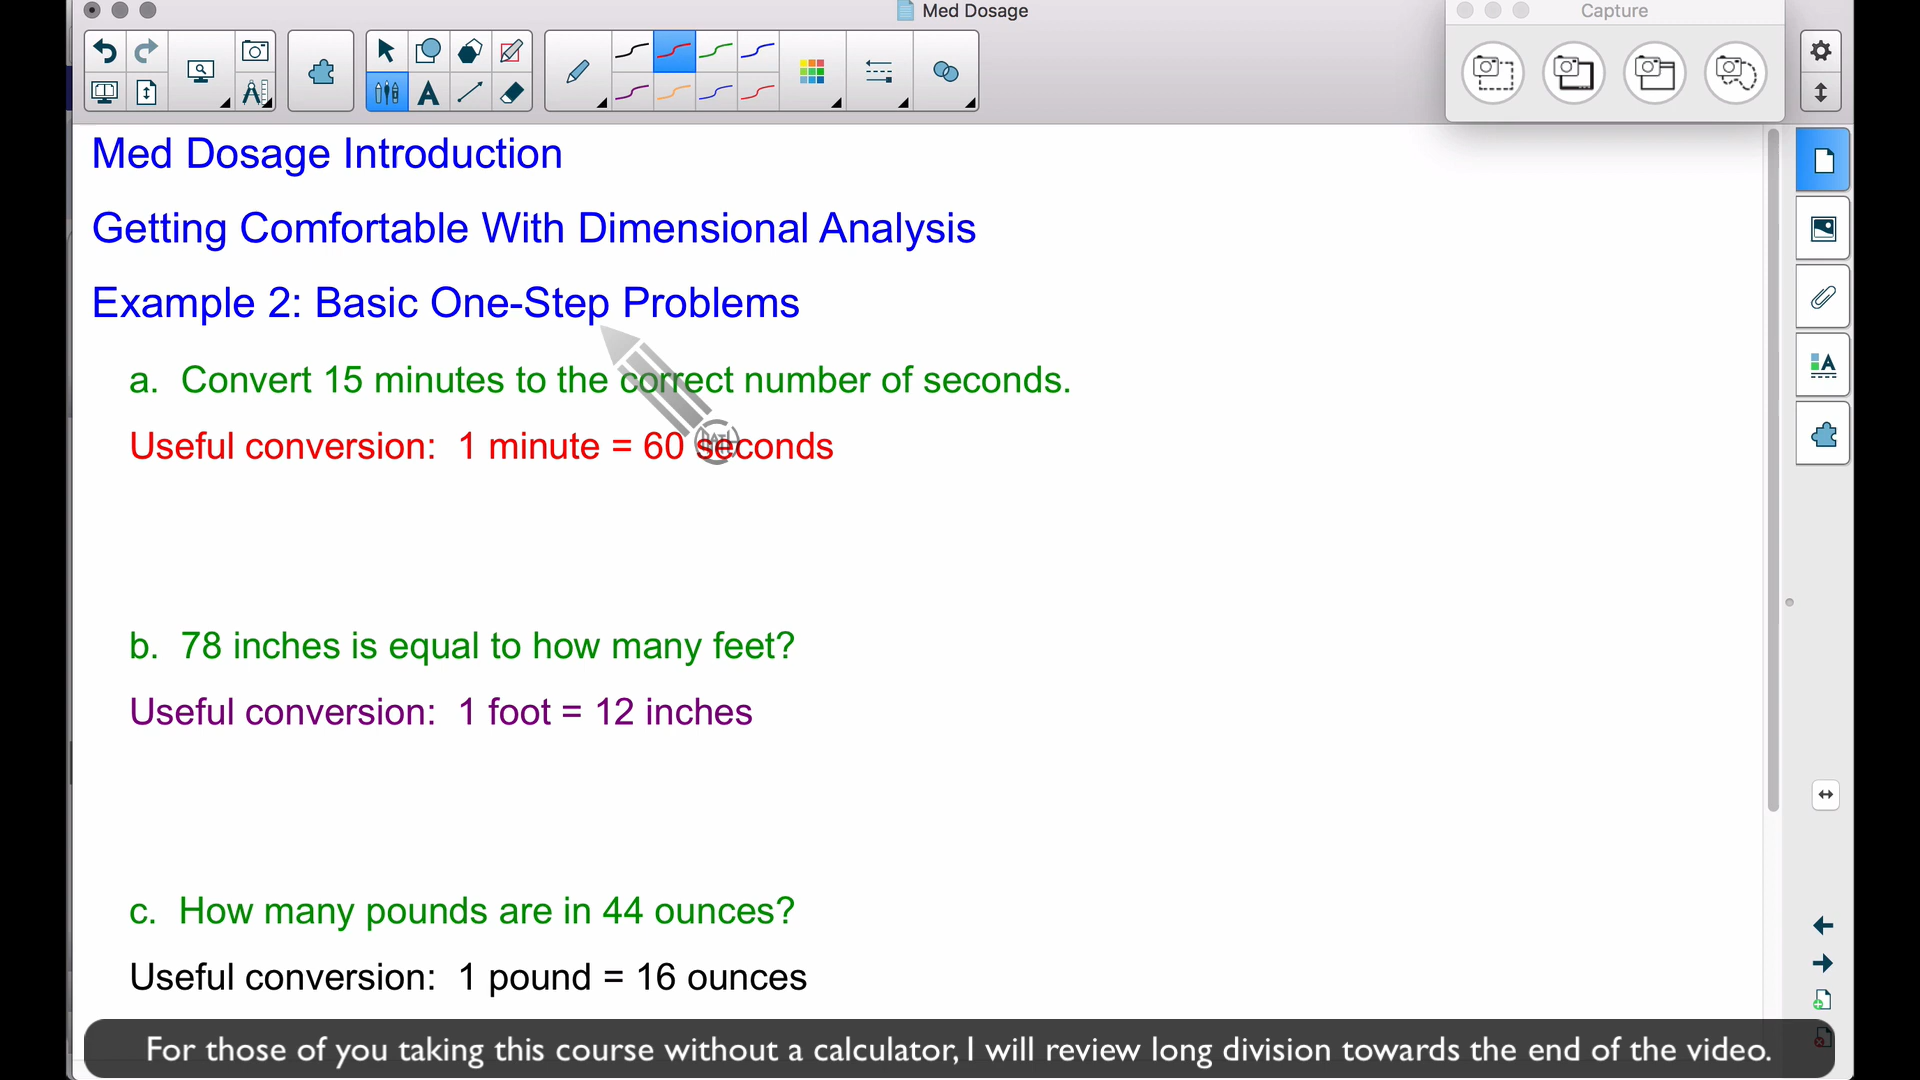 Med Dosage
Capture
Med Dosage Introduction
Getting Comfortable With Dimensional Analysis
Example 2: Basic One-Step Problems
a. Convert 15 minutes to the correct number of seconds.
Useful conversion: 1 minute = 60 seconds
b. 78 inches is equal to how many feet?
Useful conversion: 1 foot = 12 inches
c. How many pounds are in 44 ounces?
Useful conversion: 1 pound = 16 ounces
For those of you taking this course without a calculator, I will review long division towards the end of the video.